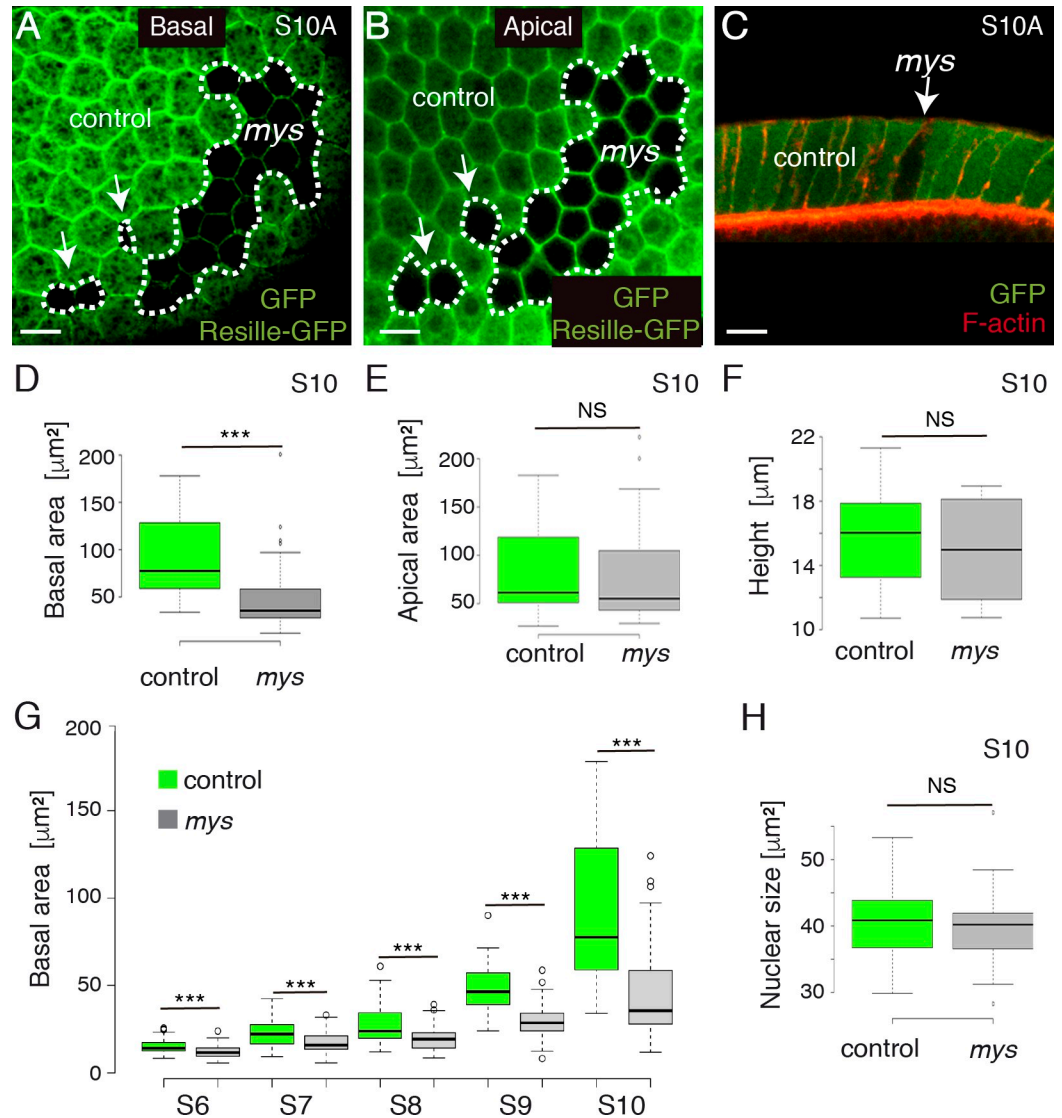 A Basal S10A
control
mys
GFP
Resille-GFP
B Apical
control
mys
GFP
Resille-GFP
C S10A
mys
control
GFP
F-actin
D S10
***
Basal area [μm²]
200
150
100
50
control mys
E S10
NS
Apical area [μm²]
200
150
100
50
control mys
F S10
NS
Height [μm]
22
18
14
10
control mys
G
Basal area [μm²]
200
150
100
50
0
control
mys
*** *** *** *** ***
S6 S7 S8 S9 S10
H S10
NS
Nuclear size [μm²]
50
40
30
control mys